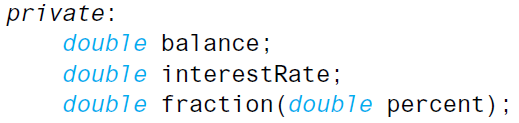 private:
double balance;
double interestRate;
double fraction(double percent);